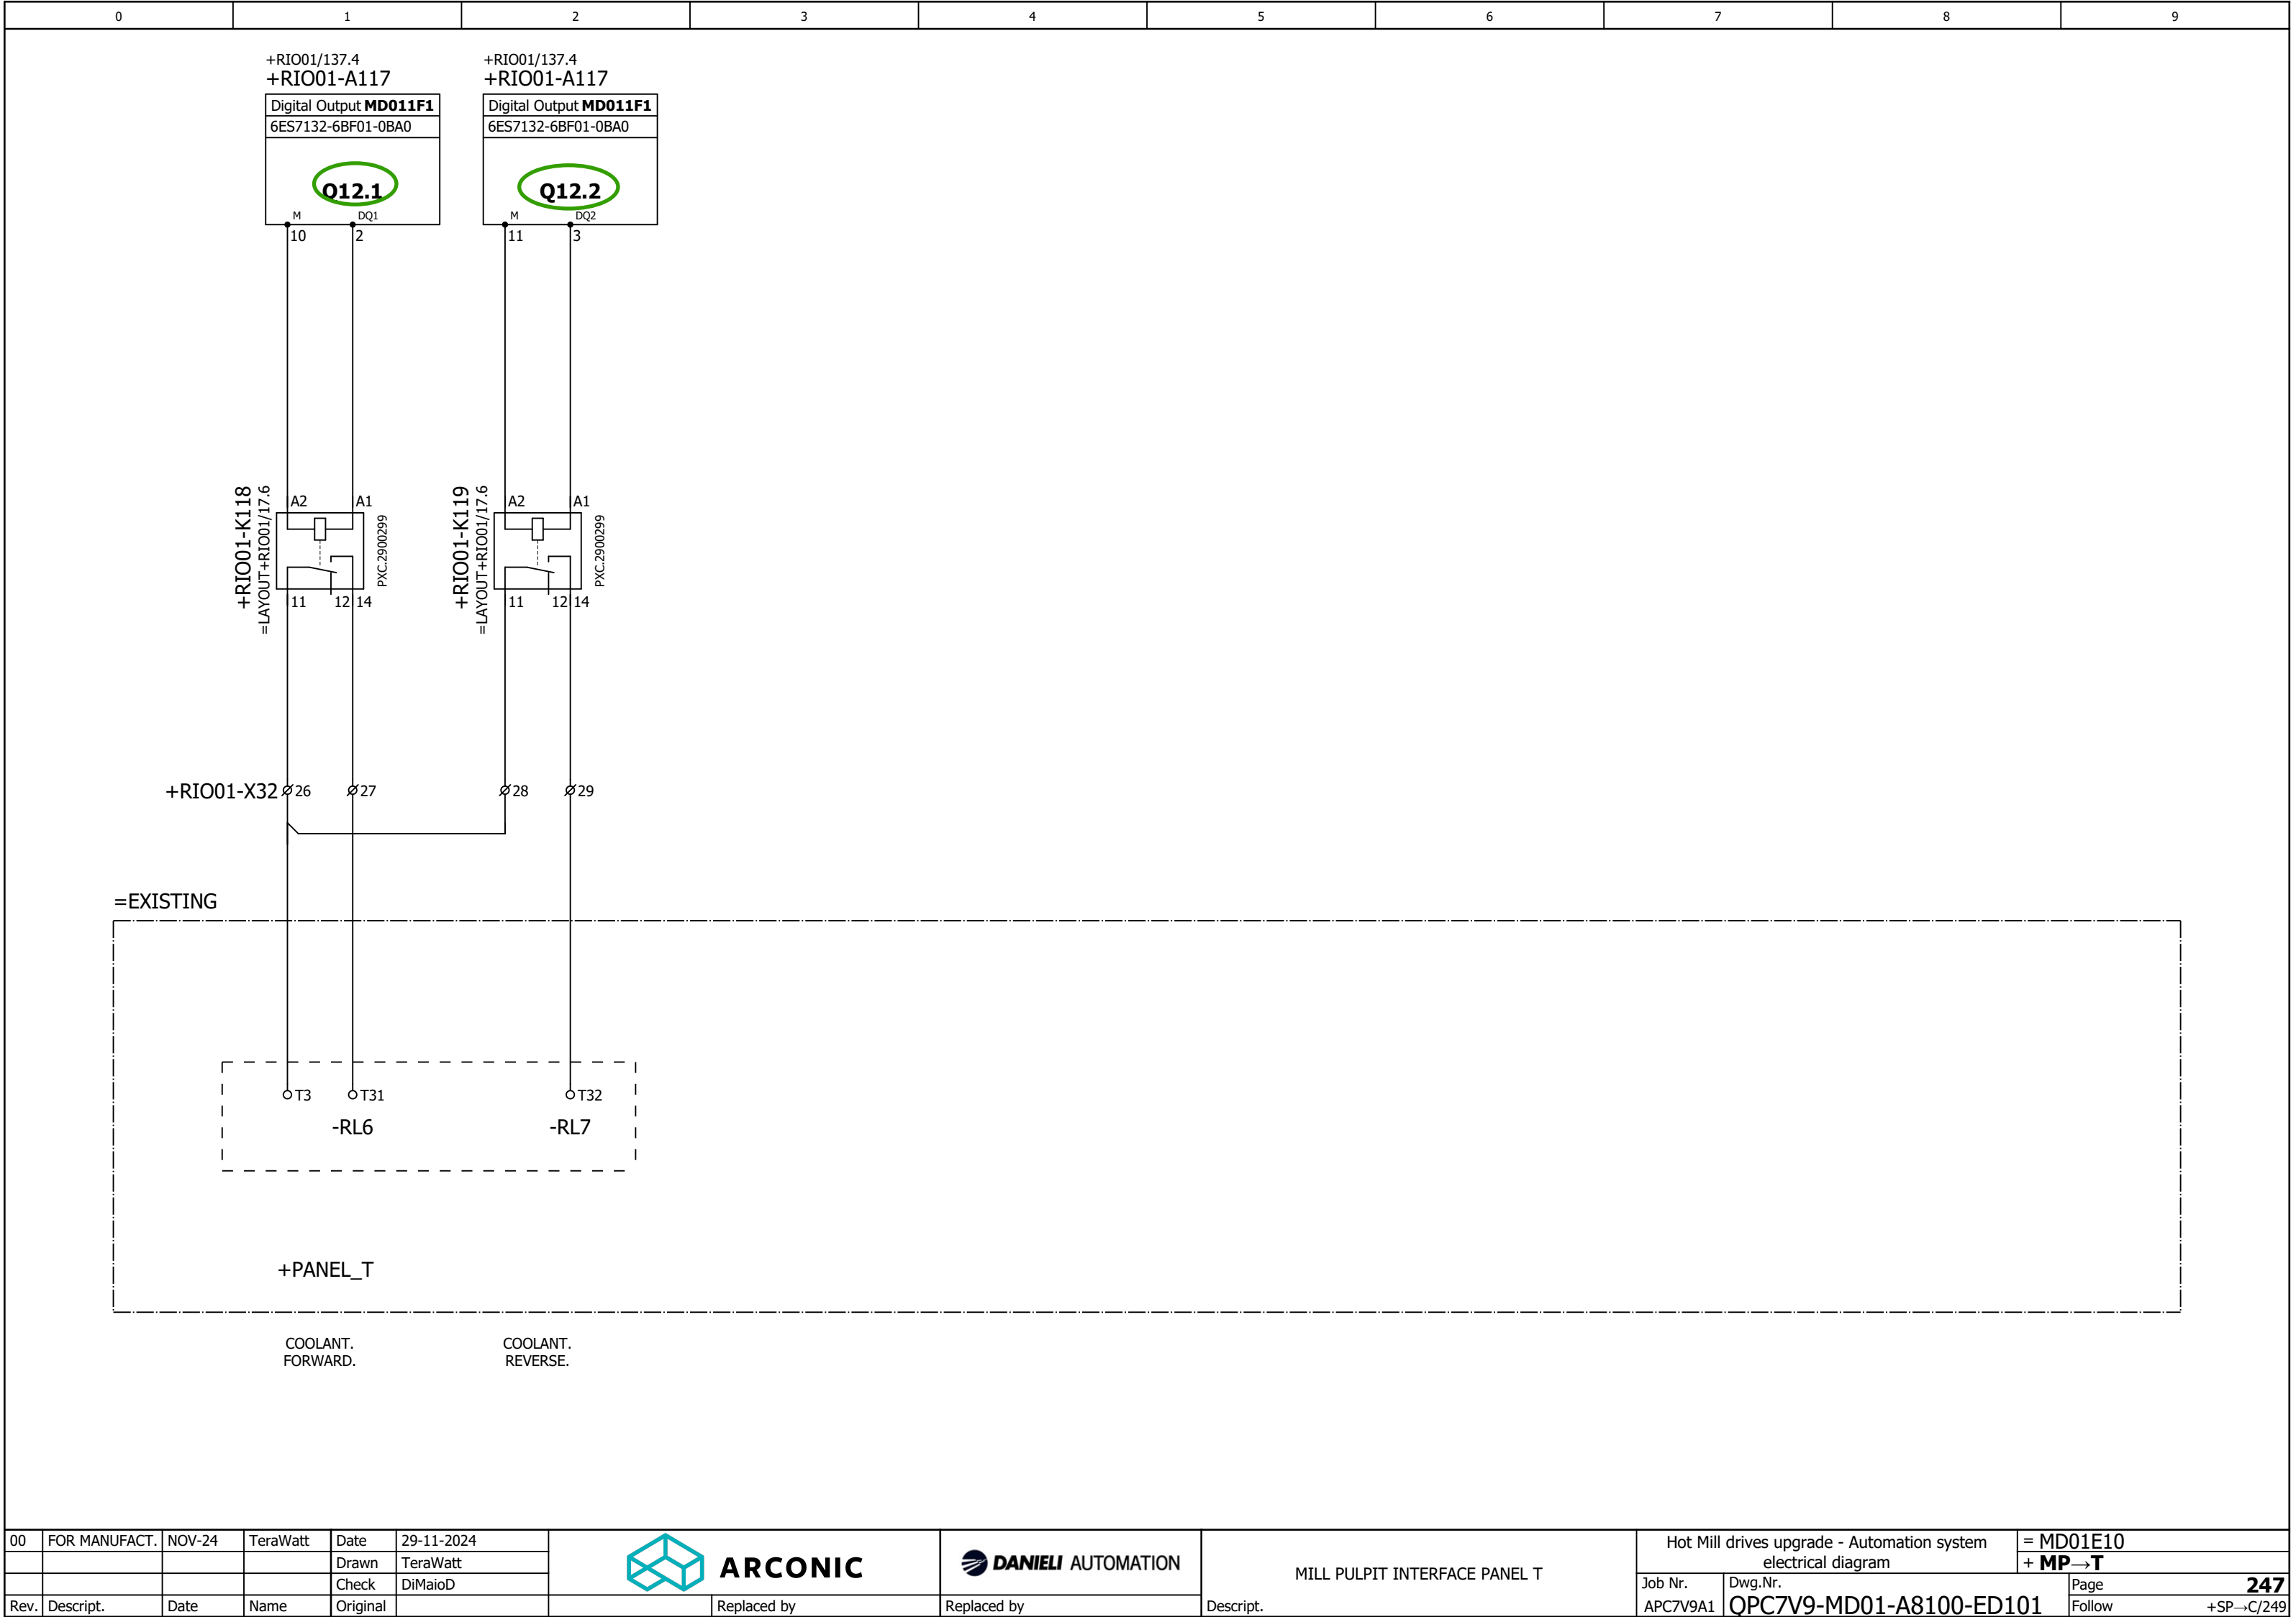 0 1 2 3 4 5 6 7 8 9
+RIO01/137.4 +RIO01/137.4
+RIO01-A117 +RIO01-A117
Digital Output MD011F1 Digital Output MD011F1
6ES7132-6BF01-0BA0 6ES7132-6BF01-0BA0
Q12.1 Q12.2
M DQ1 M DQ2
10 2 11 3
+RIO01-K118
=LAYOUT+RIO01/17.6
A2 A1
PXC.2900299
11 12 14
+RIO01-K119
=LAYOUT+RIO01/17.6
A2 A1
PXC.2900299
11 12 14
+RIO01-X32 26 27 28 29
=EXISTING
T3 T31 T32
-RL6 -RL7
+PANEL_T
COOLANT. COOLANT.
FORWARD. REVERSE.
00 FOR MANUFACT. NOV-24 TeraWatt Date 29-11-2024
Drawn TeraWatt
Check DiMaioD
Rev. Descript. Date Name Original
ARCONIC
Replaced by
DANIELI AUTOMATION
Replaced by
MILL PULPIT INTERFACE PANEL T
Descript.
Hot Mill drives upgrade - Automation system
electrical diagram
= MD01E10
+ MP→T
Job Nr. Dwg.Nr. Page 247
APC7V9A1 QPC7V9-MD01-A8100-ED101 Follow +SP→C/249